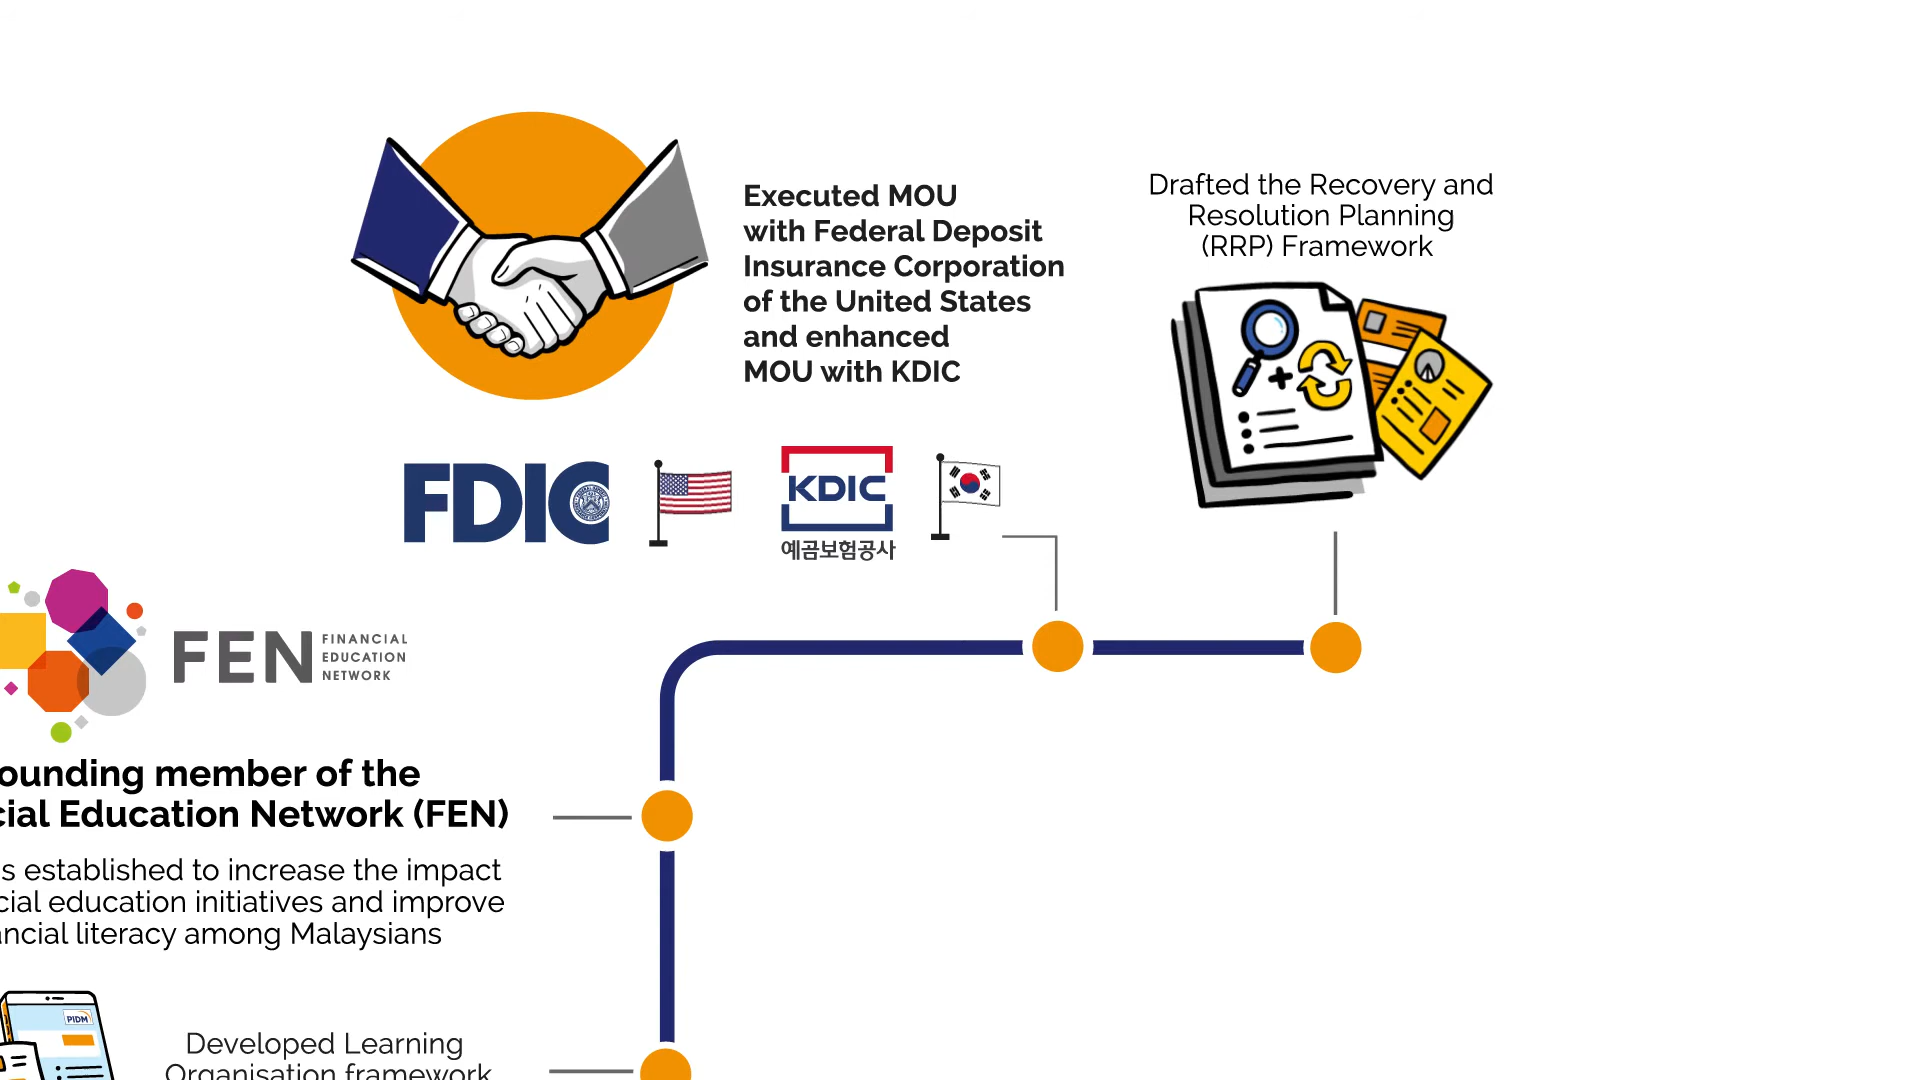 Executed MOU
with Federal Deposit
Insurance Corporation
of the United States
and enhanced
MOU with KDIC
Drafted the Recovery and
Resolution Planning
(RRP) Framework
FDIC
KDIC
예금보험공사
FEN
FINANCIAL
EDUCATION
NETWORK
ounding member of the
cial Education Network (FEN)
s established to increase the impact
cial education initiatives and improve
ancial literacy among Malaysians
PIDM
Developed Learning
Organisation framework